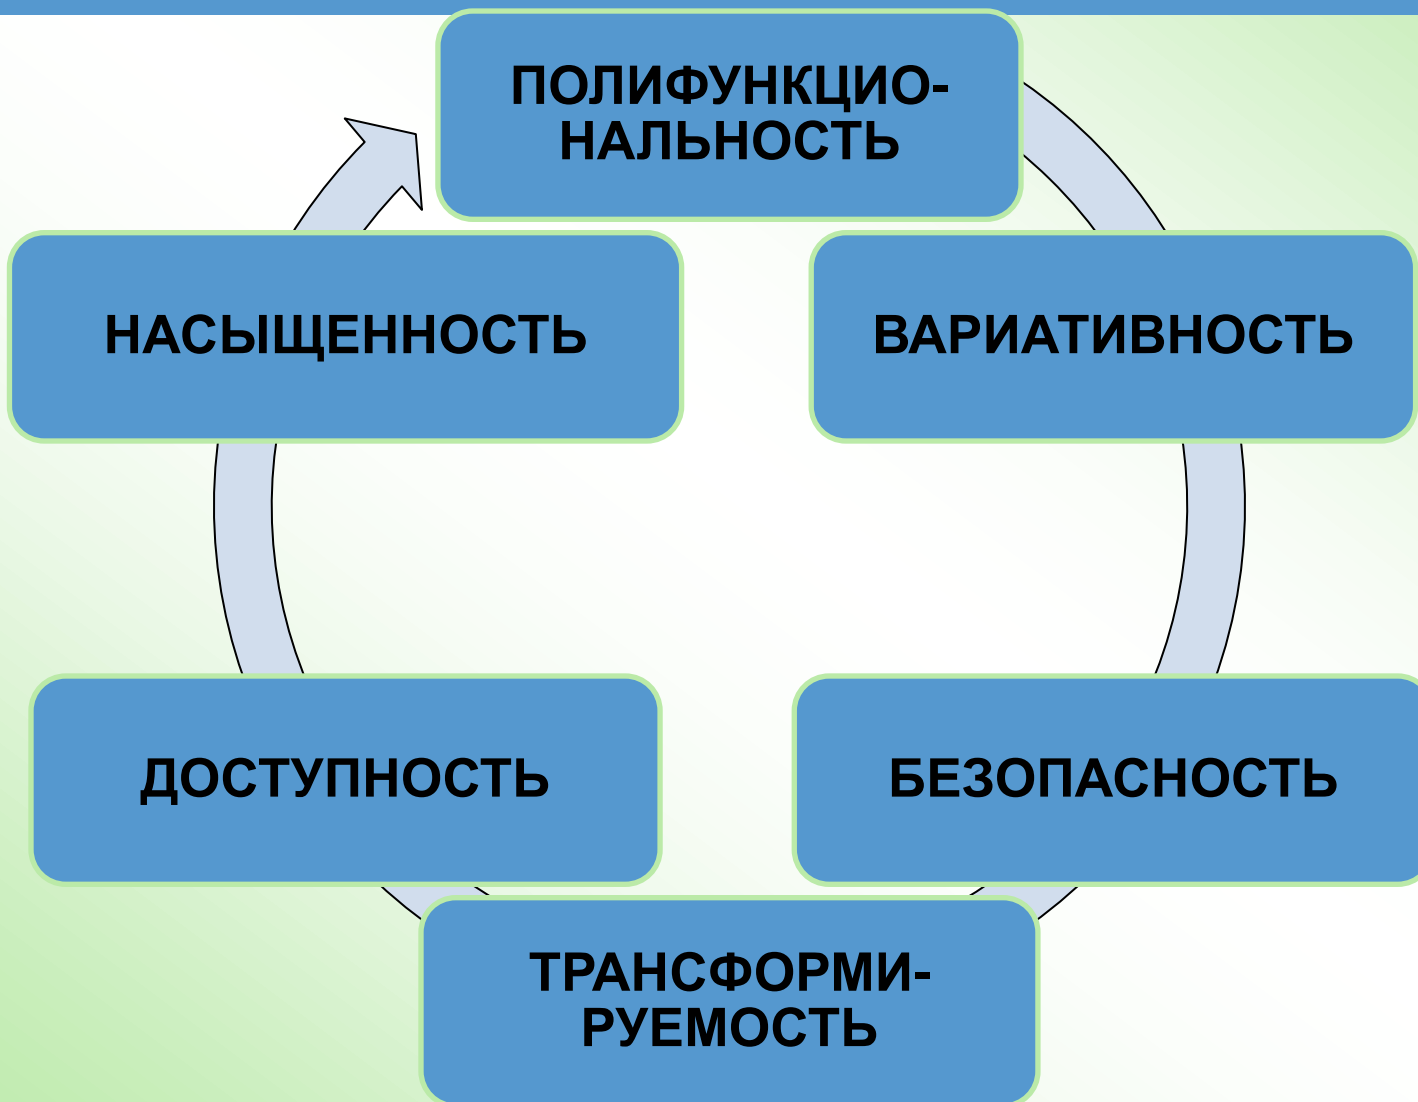 ПОЛИФУНКЦИО-
НАЛЬНОСТЬ
НАСЫЩЕННОСТЬ
ВАРИАТИВНОСТЬ
ДОСТУПНОСТЬ
БЕЗОПАСНОСТЬ
ТРАНСФОРМИ-
РУЕМОСТЬ